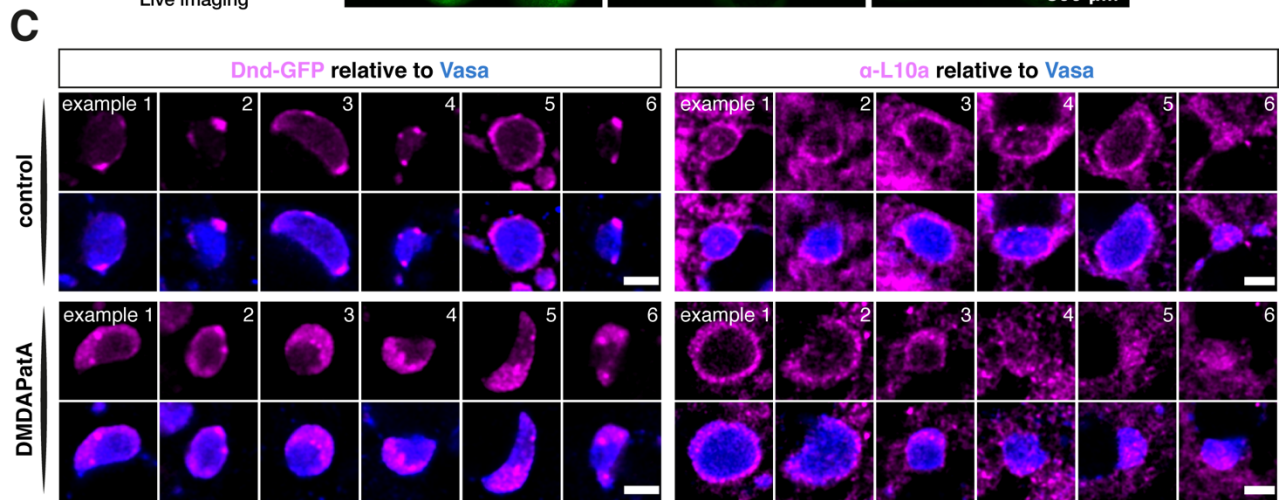 Live imaging
C
Dnd-GFP relative to Vasa
α-L10a relative to Vasa
control
example 1 2 3 4 5 6
example 1 2 3 4 5 6
DMDAPatA
example 1 2 3 4 5 6
example 1 2 3 4 5 6